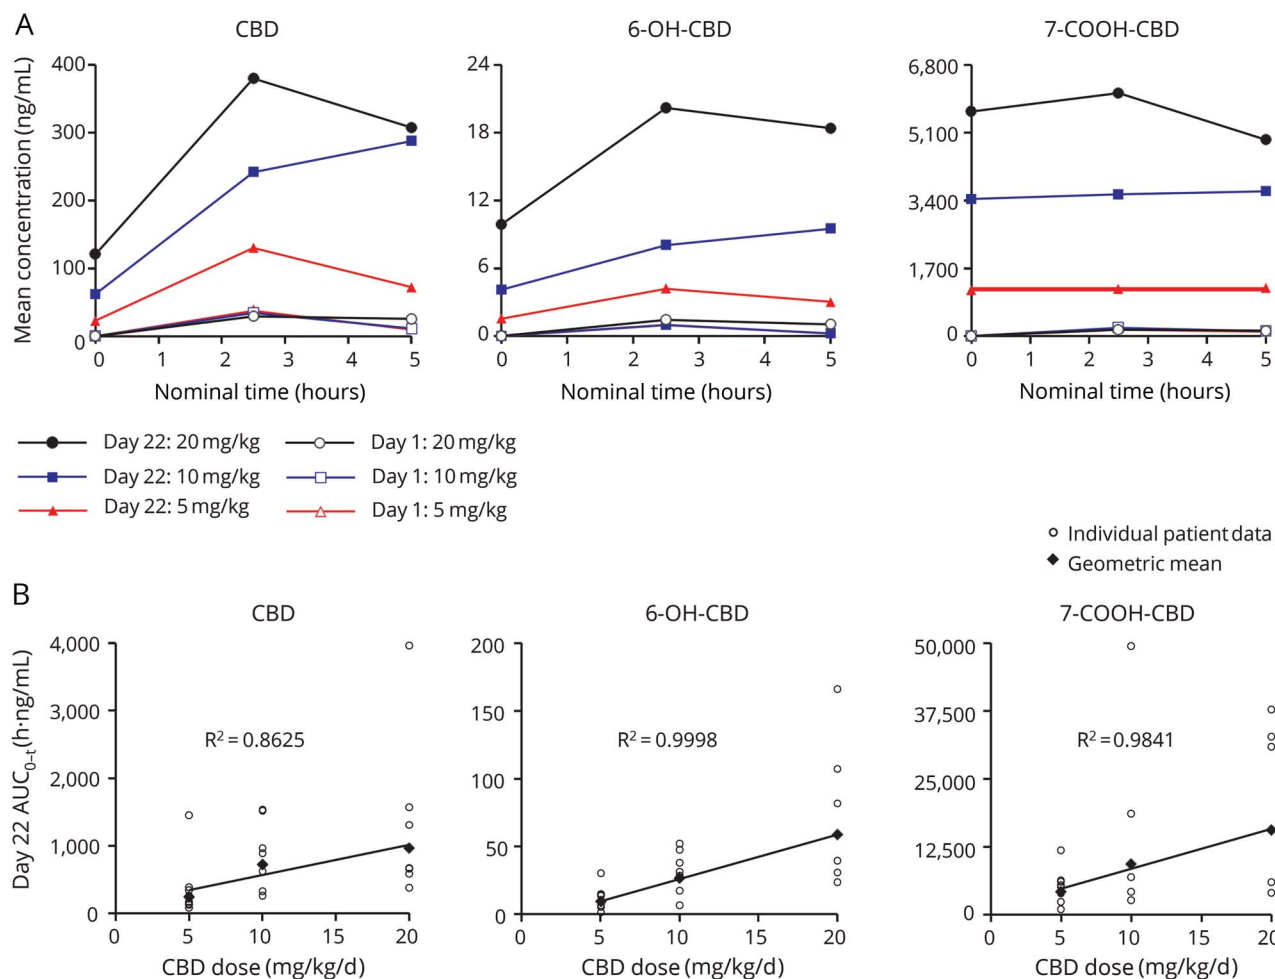 A
CBD
6-OH-CBD
7-COOH-CBD
Mean concentration (ng/mL)
400
300
200
100
0
0 1 2 3 4 5
Nominal time (hours)
24
18
12
6
0
0 1 2 3 4 5
Nominal time (hours)
6,800
5,100
3,400
1,700
0
0 1 2 3 4 5
Nominal time (hours)
Day 22: 20 mg/kg
Day 1: 20 mg/kg
Day 22: 10 mg/kg
Day 1: 10 mg/kg
Day 22: 5 mg/kg
Day 1: 5 mg/kg
Individual patient data
Geometric mean
B
CBD
6-OH-CBD
7-COOH-CBD
Day 22 AUC0–t (h·ng/mL)
4,000
3,000
2,000
1,000
0
R² = 0.8625
0 5 10 15 20
CBD dose (mg/kg/d)
200
150
100
50
0
R² = 0.9998
0 5 10 15 20
CBD dose (mg/kg/d)
50,000
37,500
25,000
12,500
0
R² = 0.9841
0 5 10 15 20
CBD dose (mg/kg/d)